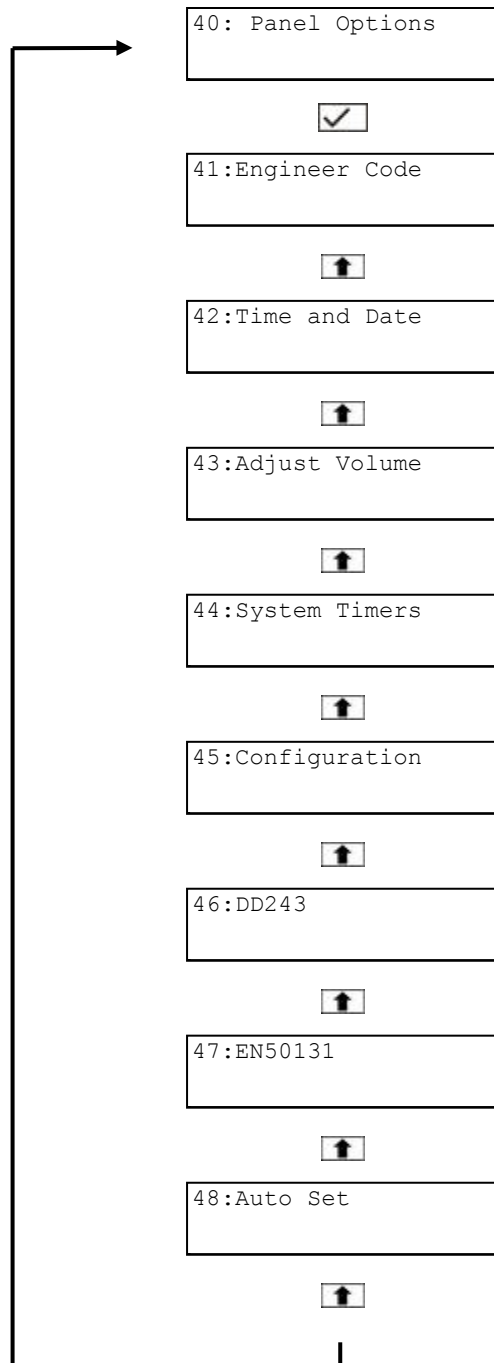 40: Panel Options
41:Engineer Code
42:Time and Date
43:Adjust Volume
44:System Timers
45:Configuration
46:DD243
47:EN50131
48:Auto Set